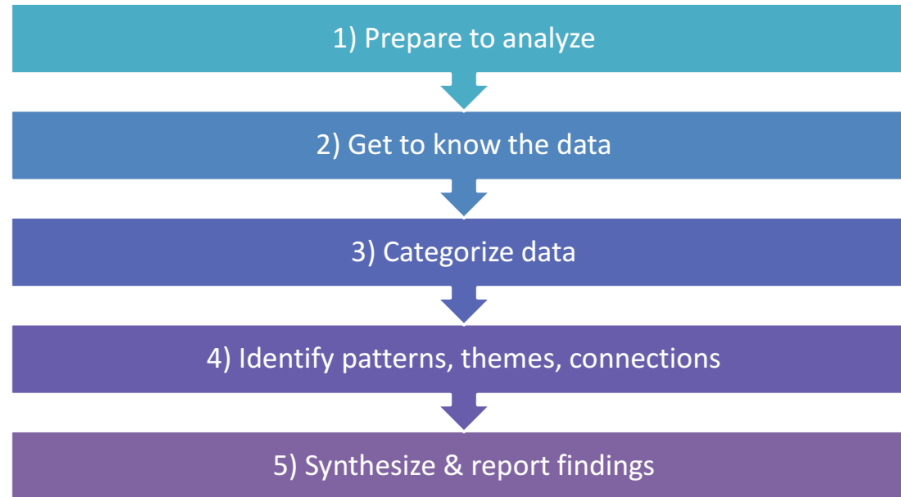 1) Prepare to analyze
2) Get to know the data
3) Categorize data
4) Identify patterns, themes, connections
5) Synthesize & report findings